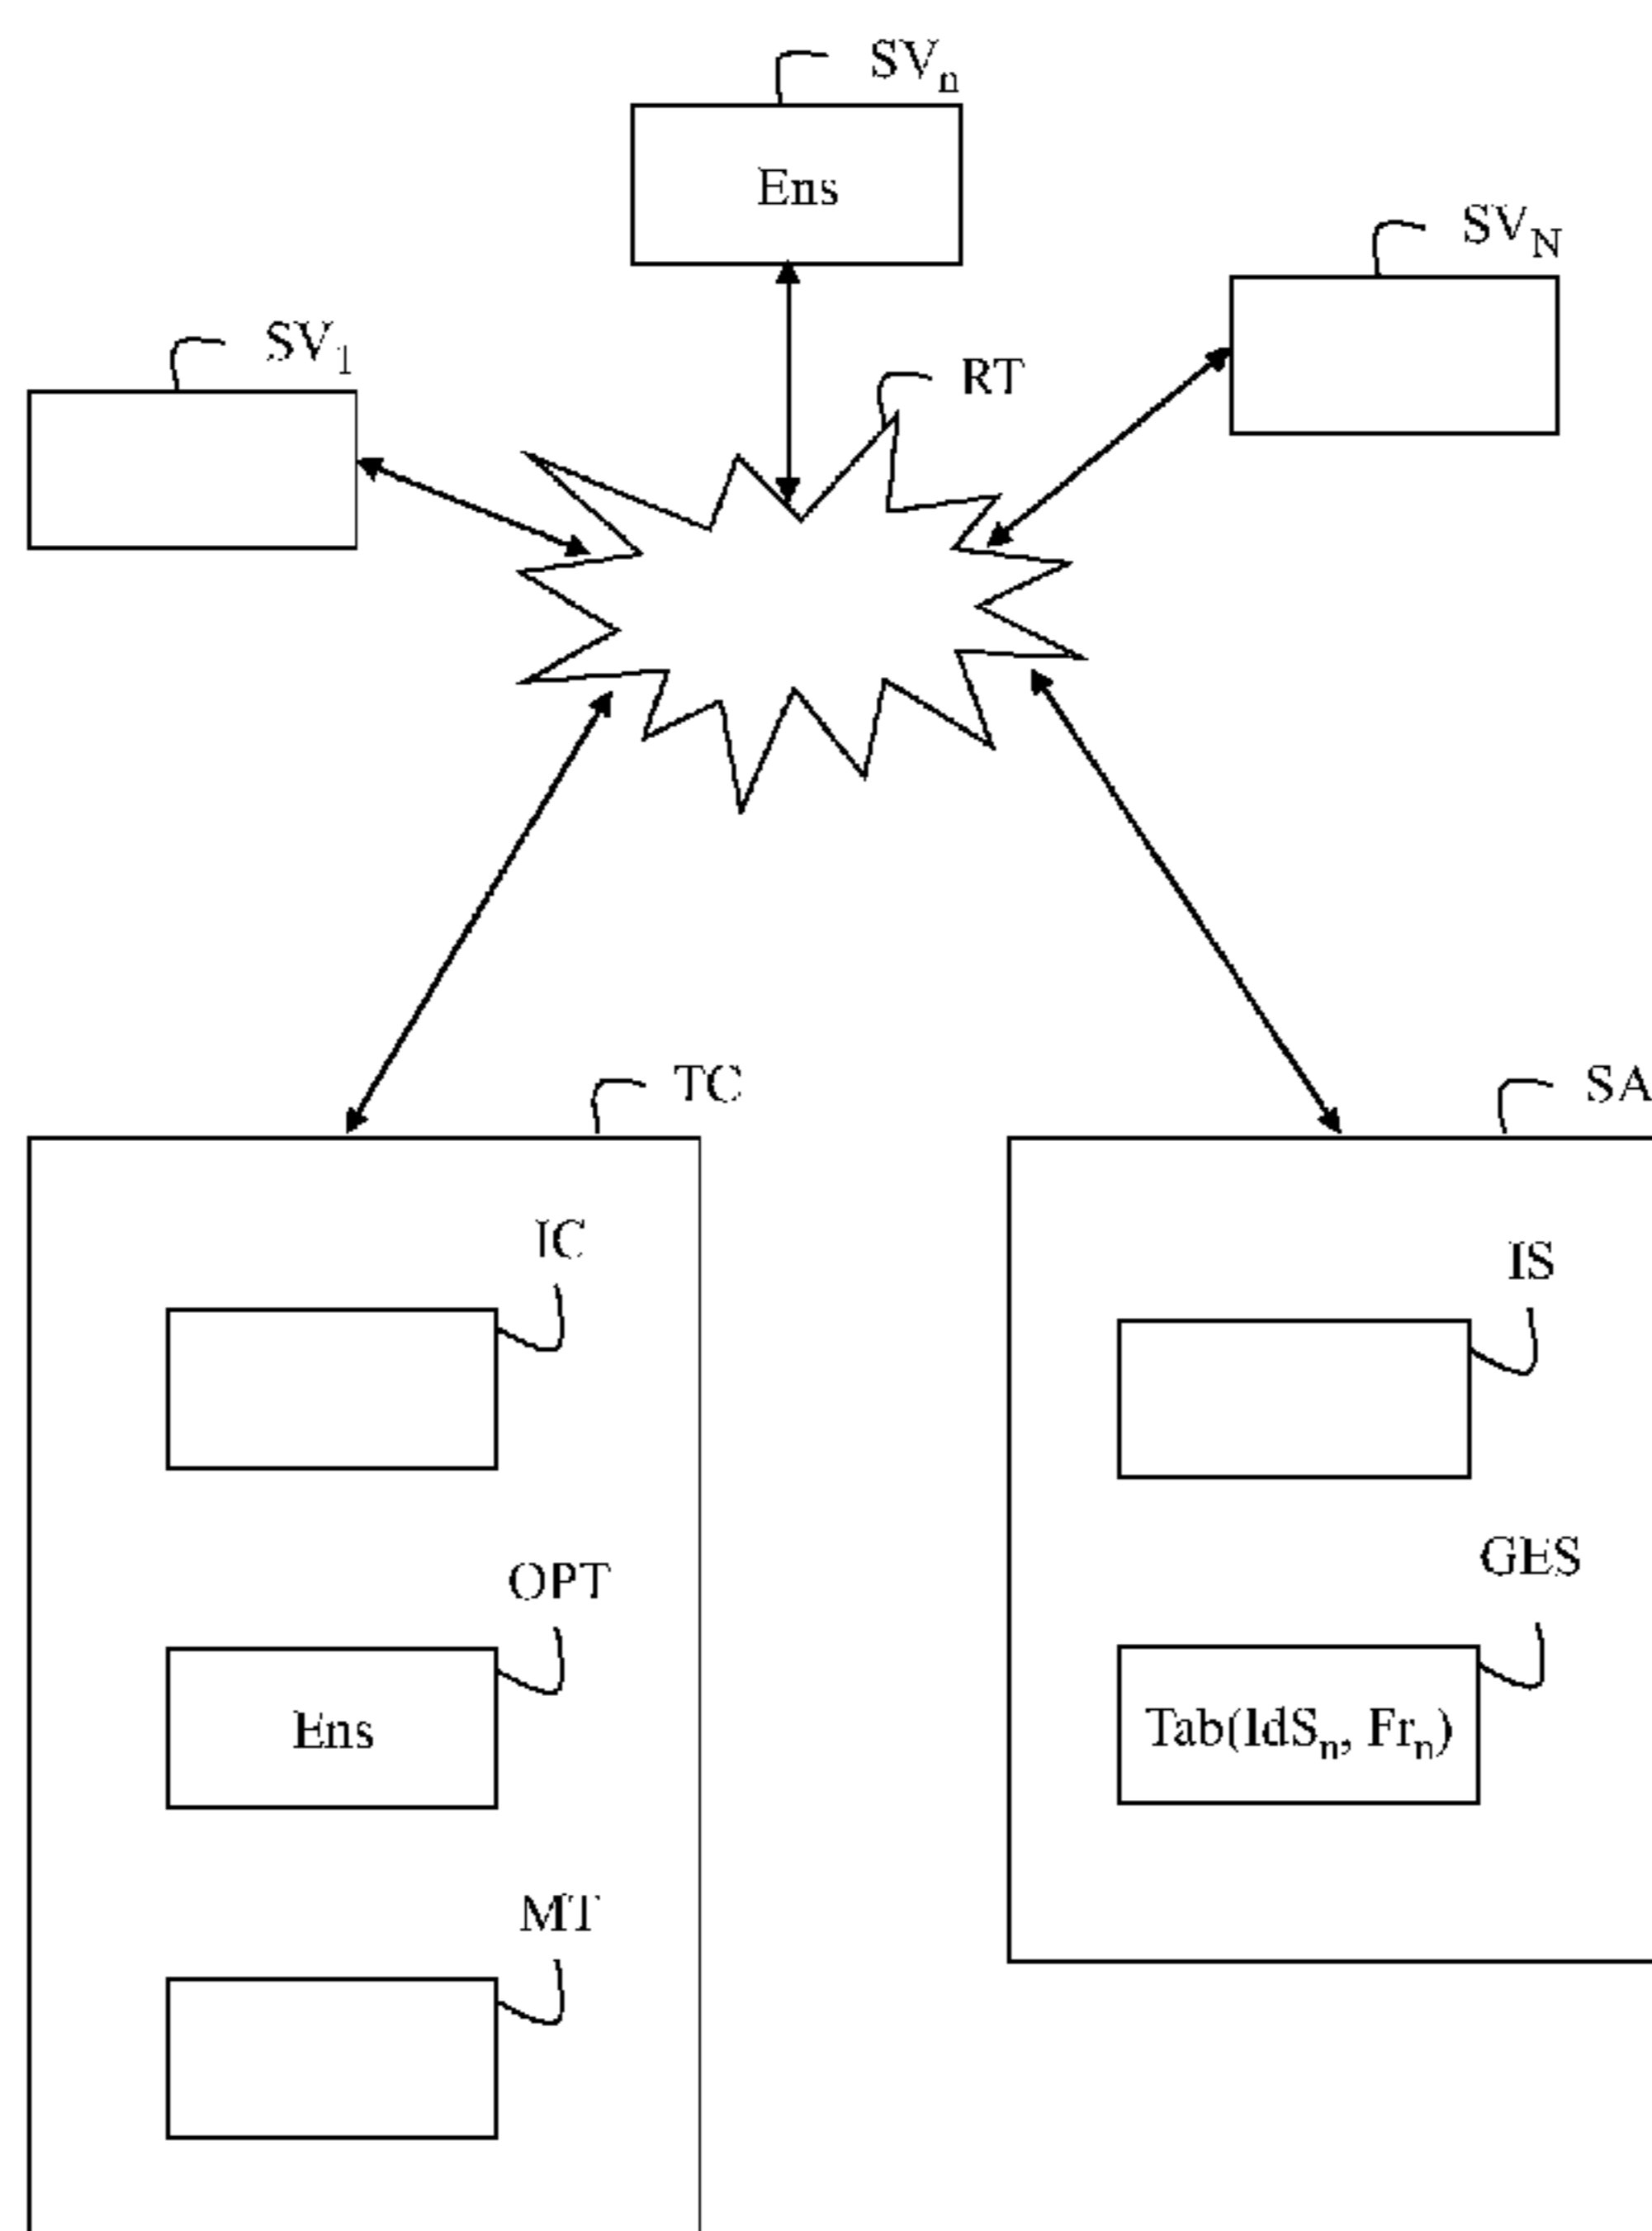 SVn
Ens
SVN
SV1
RT
TC
SA
IC
IS
GES
OPT
Ens
Tab(IdSn, Frn)
MT